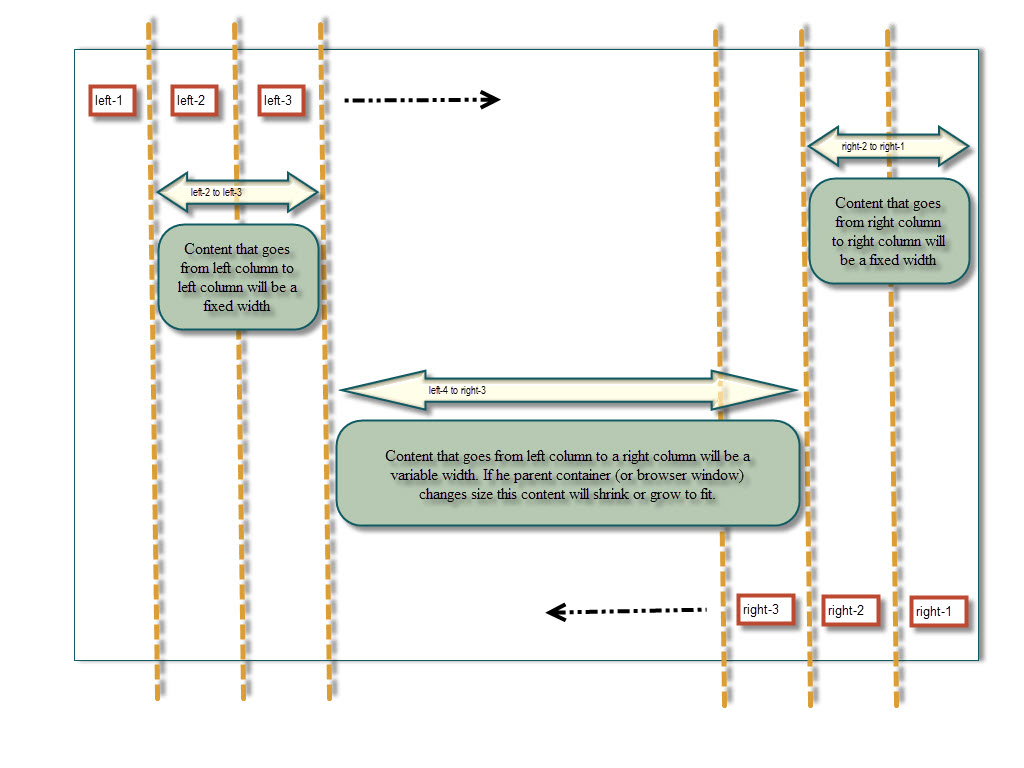 left-1
left-2
left-3
right-2 to right-1
left-2 to left-3
Content that goes
from right column
to right column will
be a fixed width
Content that goes
from left column to
left column will be a
fixed width
left-4 to right-3
Content that goes from left column to a right column will be a
variable width. If he parent container (or browser window)
changes size this content will shrink or grow to fit.
right-3
right-2
right-1